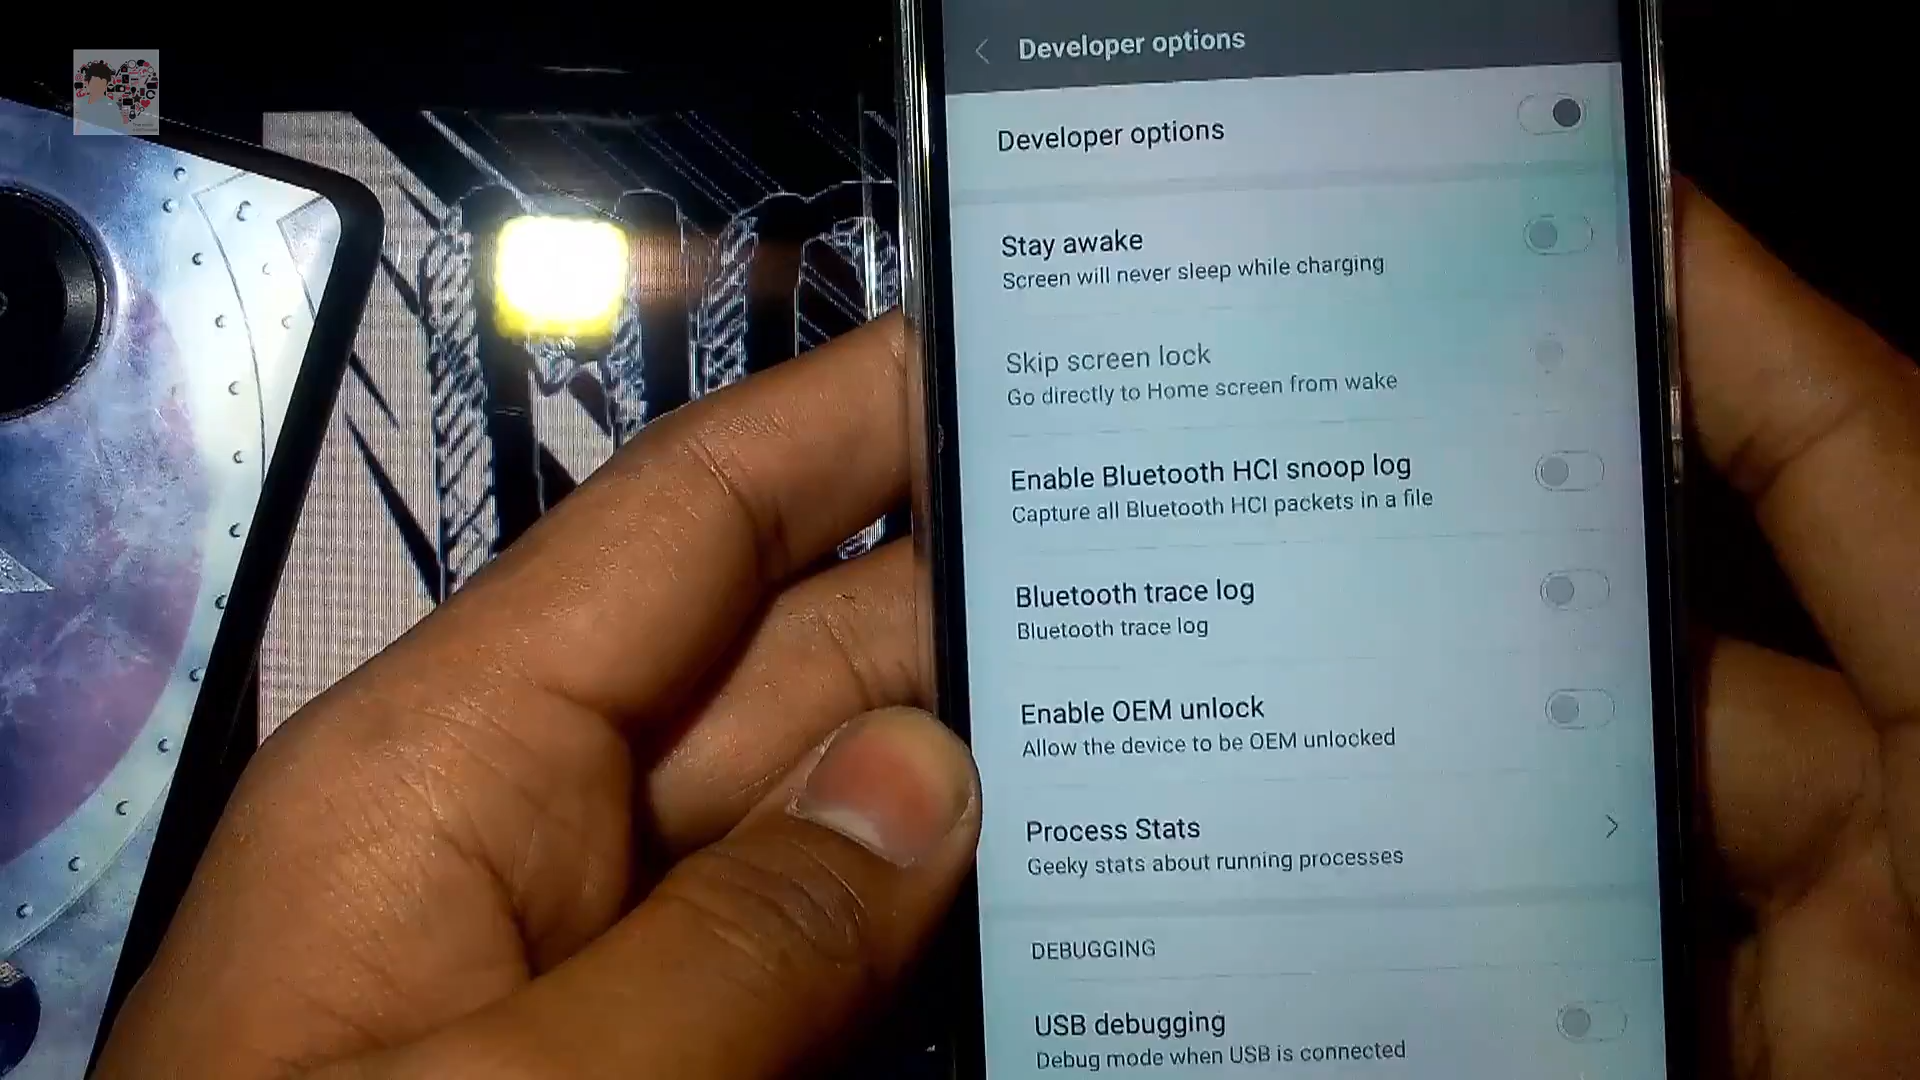 Developer options
Developer options
Stay awake
Screen will never sleep while charging
Skip screen lock
Go directly to Home screen from wake
Enable Bluetooth HCI snoop log
Capture all Bluetooth HCI packets in a file
Bluetooth trace log
Bluetooth trace log
Enable OEM unlock
Allow the device to be OEM unlocked
Process Stats
Geeky stats about running processes
DEBUGGING
USB debugging
Debug mode when USB is connected